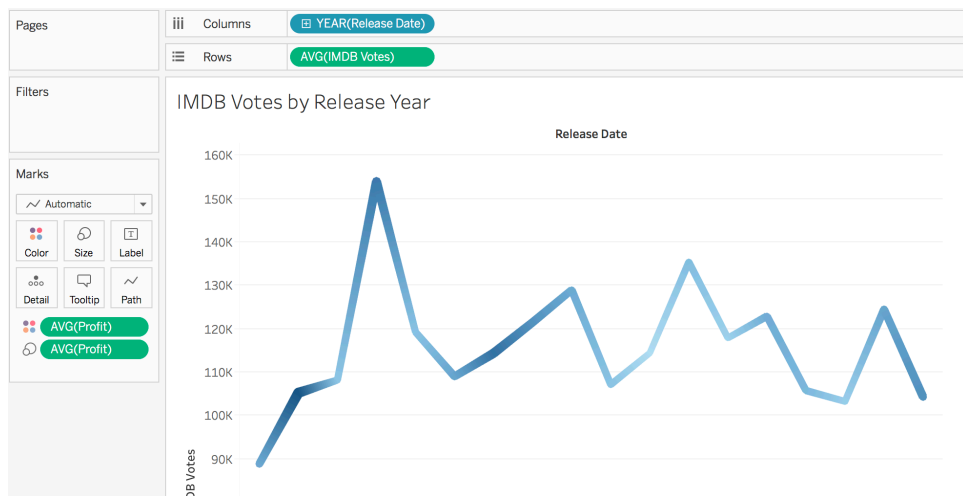 Pages
Columns
YEAR(Release Date)
Rows
AVG(IMDB Votes)
Filters
IMDB Votes by Release Year
Release Date
Marks
Automatic
Color
Size
T
Label
Detail
Tooltip
Path
AVG(Profit)
AVG(Profit)
160K
150K
140K
130K
120K
110K
100K
90K
Votes